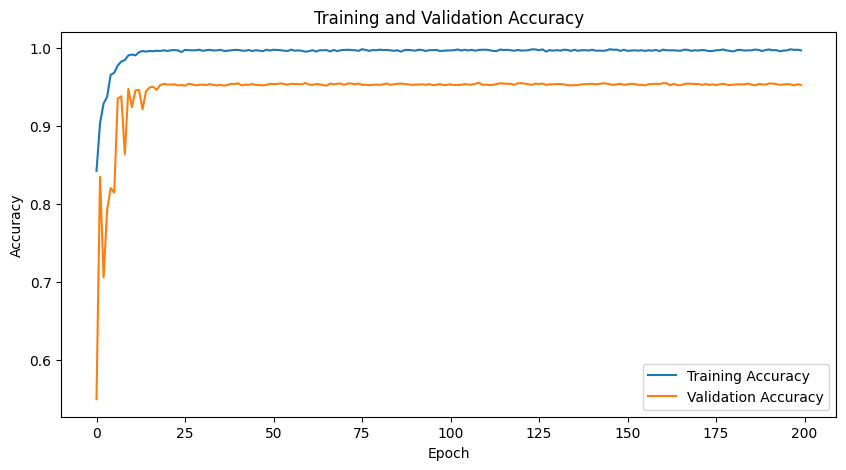 Training and Validation Accuracy
1.0
0.9
0.8
0.7
0.6
Accuracy
Training Accuracy
Validation Accuracy
0 25 50 75 100 125 150 175 200
Epoch